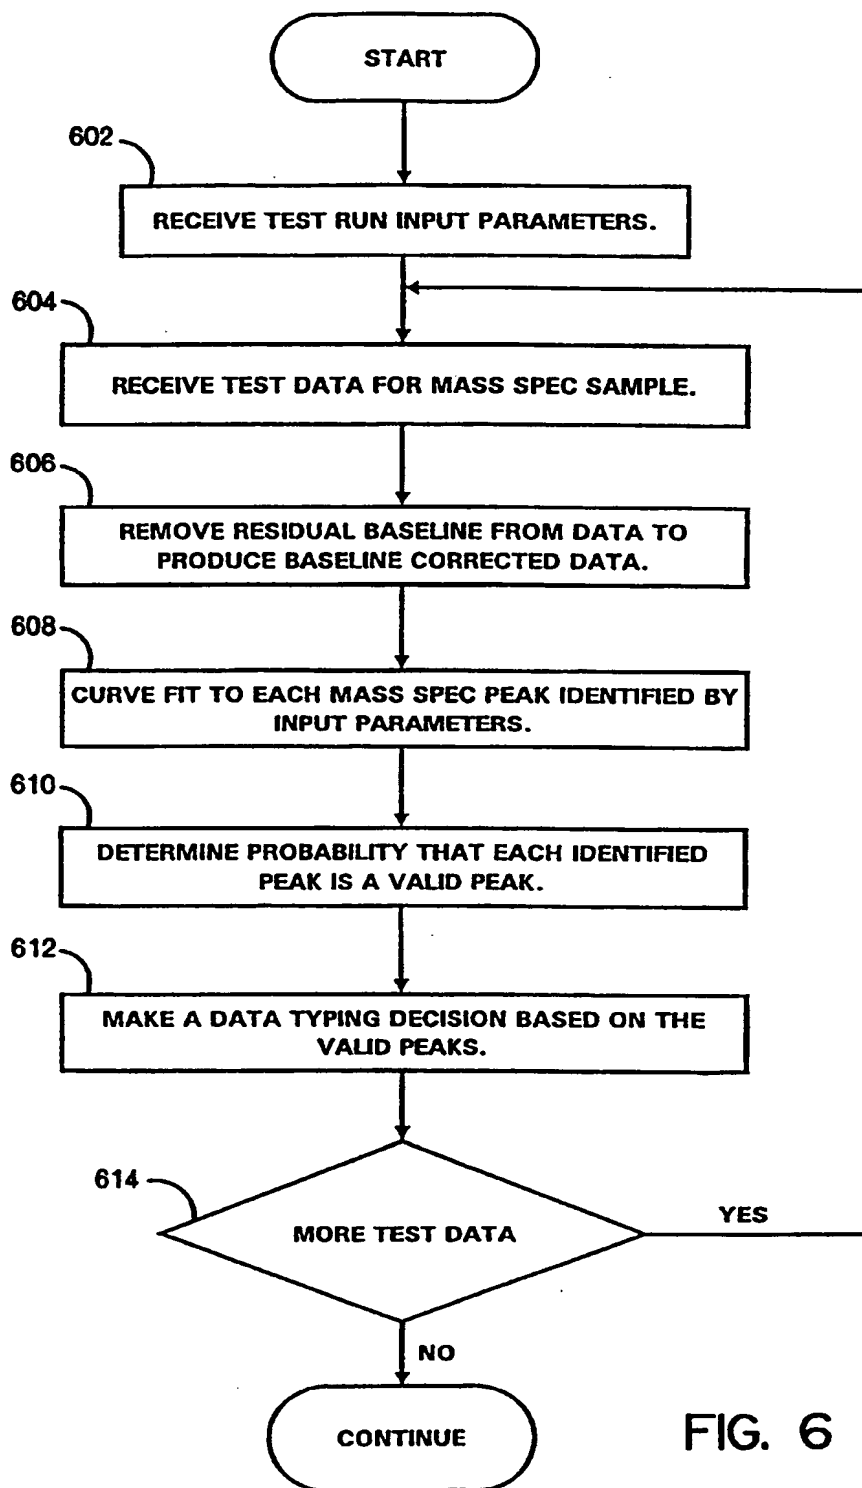 START
602
RECEIVE TEST RUN INPUT PARAMETERS.
604
RECEIVE TEST DATA FOR MASS SPEC SAMPLE.
606
REMOVE RESIDUAL BASELINE FROM DATA TO
PRODUCE BASELINE CORRECTED DATA.
608
CURVE FIT TO EACH MASS SPEC PEAK IDENTIFIED BY
INPUT PARAMETERS.
610
DETERMINE PROBABILITY THAT EACH IDENTIFIED
PEAK IS A VALID PEAK.
612
MAKE A DATA TYPING DECISION BASED ON THE
VALID PEAKS.
614
MORE TEST DATA
YES
NO
CONTINUE
FIG. 6